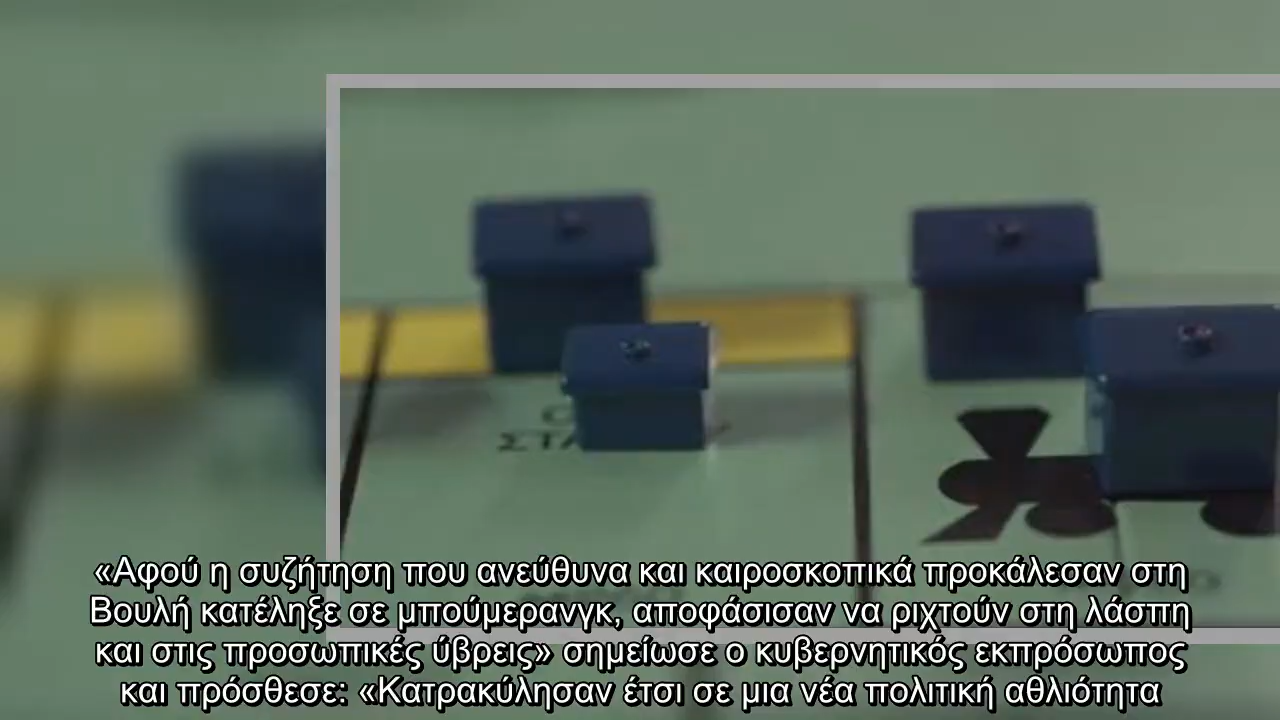 «Αφού η συζήτηση που ανεύθυνα και καιροσκοπικά προκάλεσαν στη
Βουλή κατέληξε σε μπούμερανγκ, αποφάσισαν να ριχτούν στη λάσπη
και στις προσωπικές ύβρεις» σημείωσε ο κυβερνητικός εκπρόσωπος
και πρόσθεσε: «Κατρακύλησαν έτσι σε μια νέα πολιτική αθλιότητα